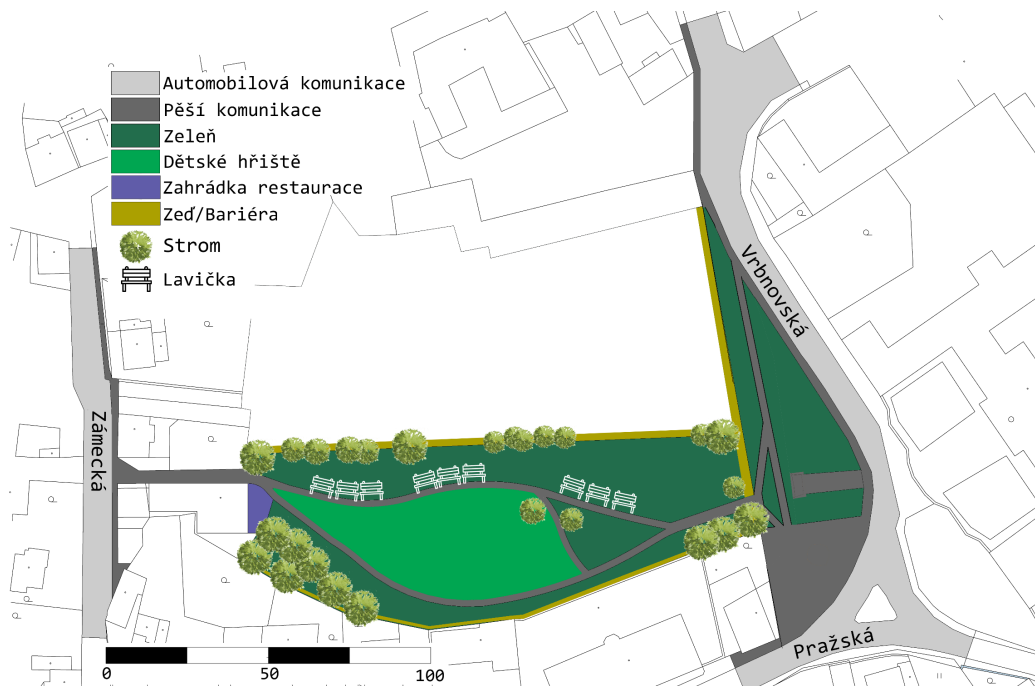 Automobilová komunikace
Pěší komunikace
Zeleň
Dětské hřiště
Zahrádka restaurace
Zeď/Bariéra
Strom
Lavička
Vrbnovská
Zámecká
Pražská
0
50
100